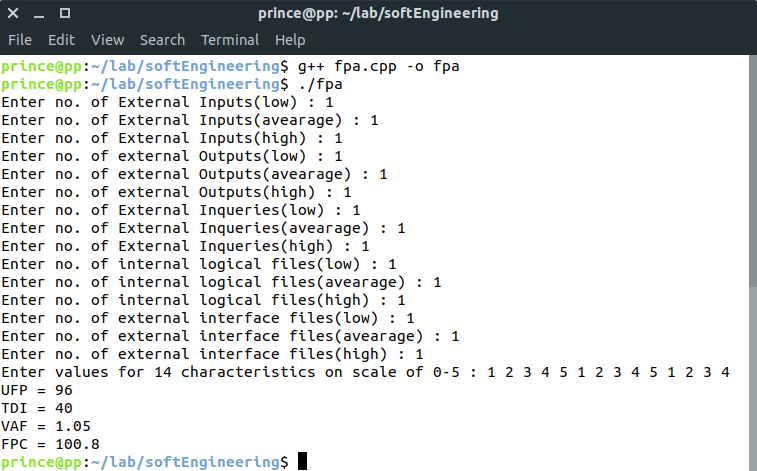 prince@pp: ~/lab/softEngineering
File Edit View Search Terminal Help
prince@pp:~/lab/softEngineering$ g++ fpa.cpp -o fpa
prince@pp:~/lab/softEngineering$ ./fpa
Enter no. of External Inputs(low) : 1
Enter no. of External Inputs(avearage) : 1
Enter no. of External Inputs(high) : 1
Enter no. of external Outputs(low) : 1
Enter no. of external Outputs(avearage) : 1
Enter no. of external Outputs(high) : 1
Enter no. of External Inqueries(low) : 1
Enter no. of External Inqueries(avearage) : 1
Enter no. of External Inqueries(high) : 1
Enter no. of internal logical files(low) : 1
Enter no. of internal logical files(avearage) : 1
Enter no. of internal logical files(high) : 1
Enter no. of external interface files(low) : 1
Enter no. of external interface files(avearage) : 1
Enter no. of external interface files(high) : 1
Enter values for 14 characteristics on scale of 0-5 : 1 2 3 4 5 1 2 3 4 5 1 2 3 4
UFP = 96
TDI = 40
VAF = 1.05
FPC = 100.8
prince@pp:~/lab/softEngineering$